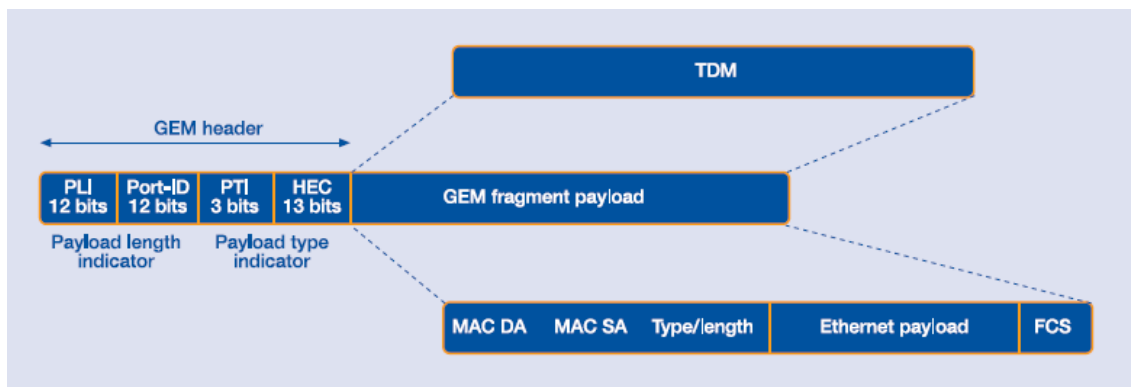 TDM
GEM header
PLI Port-ID PTI HEC
12 bits 12 bits 3 bits 13 bits
GEM fragment payload
Payload length indicator
Payload type indicator
MAC DA MAC SA Type/length Ethernet payload FCS